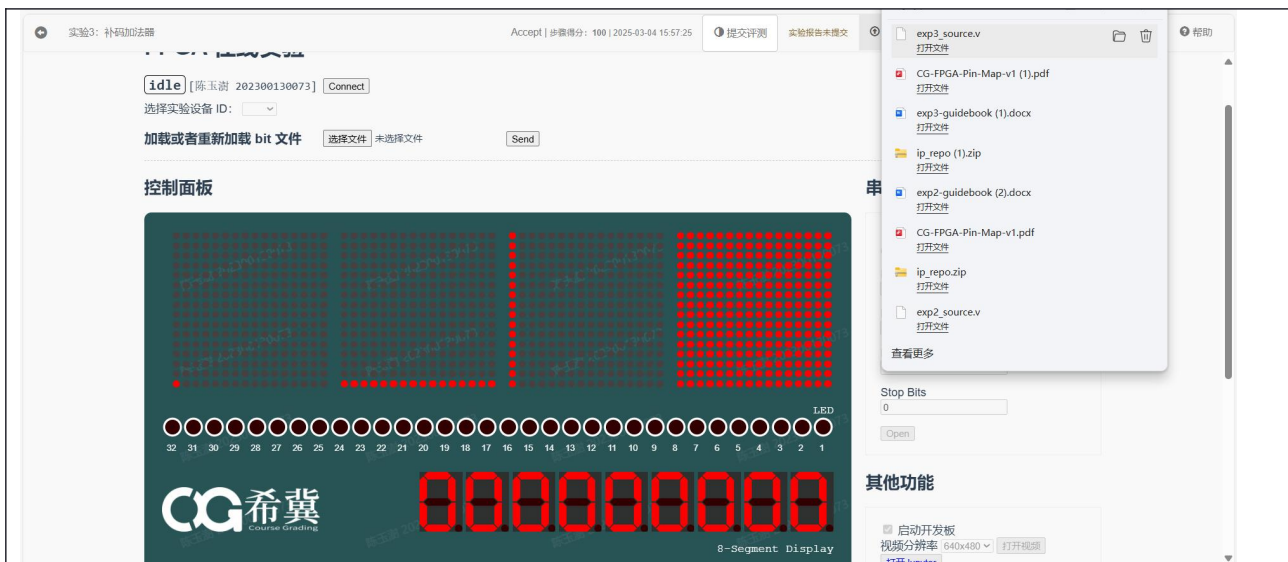 实验3：补码加法器
Accept | 步骤得分：100 | 2025-03-04 15:57:25
提交评测
实验报告未提交
帮助
idle [陈玉澍 202300130073] Connect
选择实验设备 ID：
加载或者重新加载 bit 文件 选择文件 未选择文件 Send
控制面板
串
LED
32 31 30 29 28 27 26 25 24 23 22 21 20 19 18 17 16 15 14 13 12 11 10 9 8 7 6 5 4 3 2 1
CG希冀
Course Grading
000000000
8-Segment Display
exp3_source.v
打开文件
CG-FPGA-Pin-Map-v1 (1).pdf
打开文件
exp3-guidebook (1).docx
打开文件
ip_repo (1).zip
打开文件
exp2-guidebook (2).docx
打开文件
CG-FPGA-Pin-Map-v1.pdf
打开文件
ip_repo.zip
打开文件
exp2_source.v
打开文件
查看更多
Stop Bits
0
Open
其他功能
启动开发板
视频分辨率 640x480 打开视频